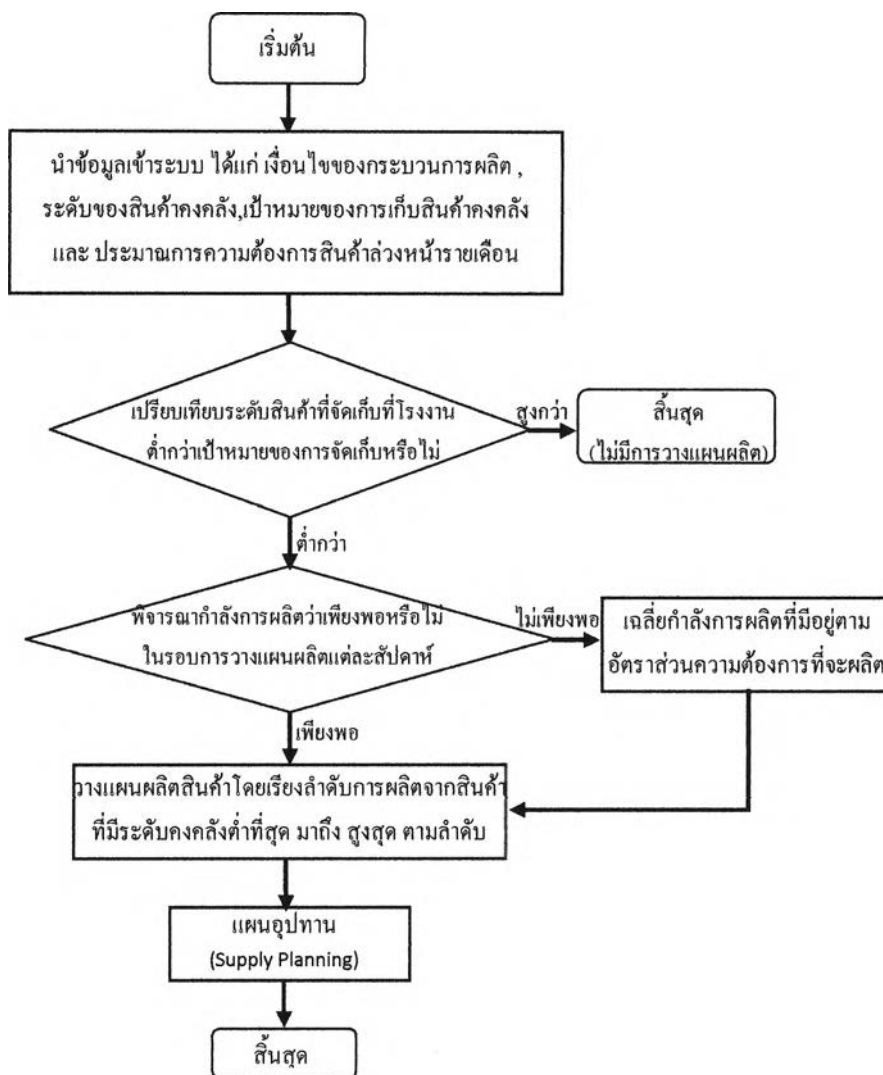 เริ่มต้น
นำข้อมูลเข้าระบบ ได้แก่ เงื่อนไขของกระบวนการผลิต ,
ระดับของสินค้าคงคลัง,เป้าหมายของการเก็บสินค้าคงคลัง
และ ประมาณการความต้องการสินค้าล่วงหน้ารายเดือน
เปรียบเทียบระดับสินค้าที่จัดเก็บที่โรงงาน
ต่ำกว่าเป้าหมายของการจัดเก็บหรือไม่
สูงกว่า
สิ้นสุด
(ไม่มีการวางแผนผลิต)
ต่ำกว่า
พิจารณากำลังการผลิตว่าเพียงพอหรือไม่
ในรอบการวางแผนผลิตแต่ละสัปดาห์
ไม่เพียงพอ
เฉลี่ยกำลังการผลิตที่มีอยู่ตาม
อัตราส่วนความต้องการที่จะผลิต
เพียงพอ
วางแผนผลิตสินค้าโดยเรียงลำดับการผลิตจากสินค้า
ที่มีระดับคงคลังต่ำที่สุด มาถึง สูงสุด ตามลำดับ
แผนอุปทาน
(Supply Planning)
สิ้นสุด